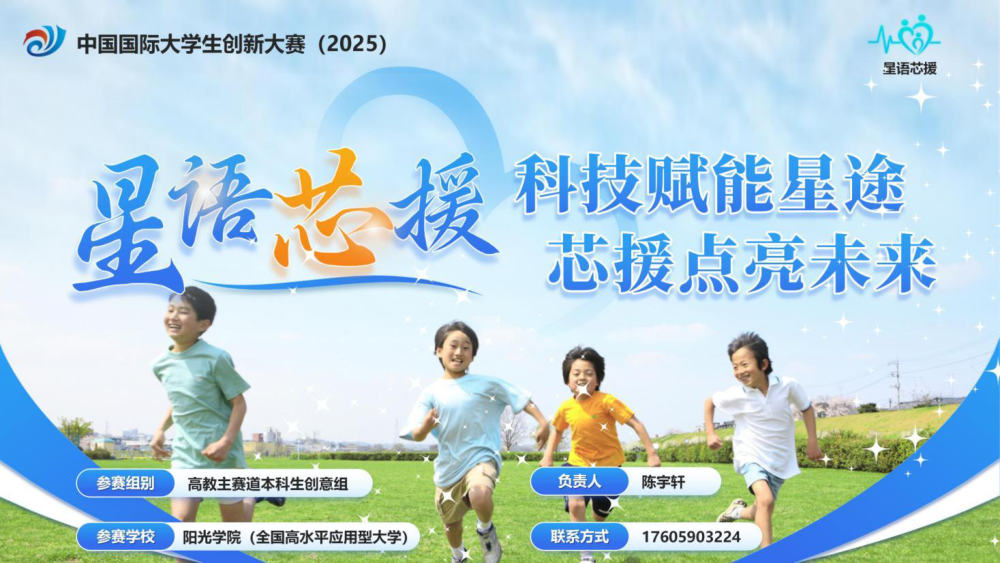 中国国际大学生创新大赛（2025）
星语芯援
星语芯援
科技赋能星途
芯援点亮未来
参赛组别 高教主赛道本科生创意组
负责人 陈宇轩
参赛学校 阳光学院（全国高水平应用型大学）
联系方式 17605903224